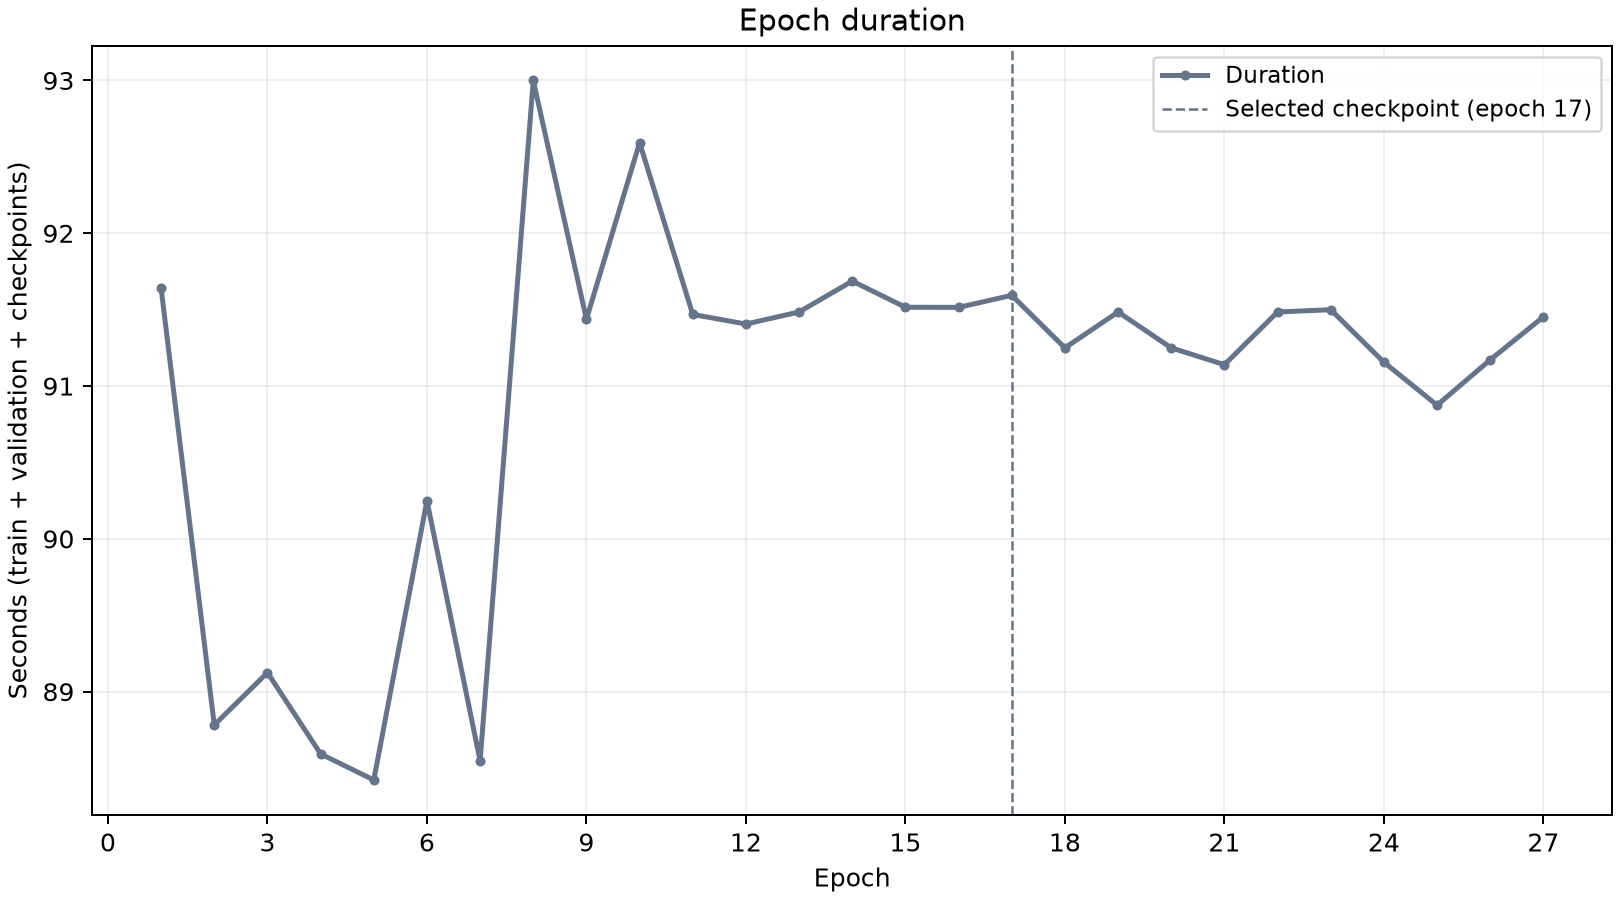 Epoch duration
Duration
Selected checkpoint (epoch 17)
Seconds (train + validation + checkpoints)
93
92
91
90
89
0 3 6 9 12 15 18 21 24 27
Epoch